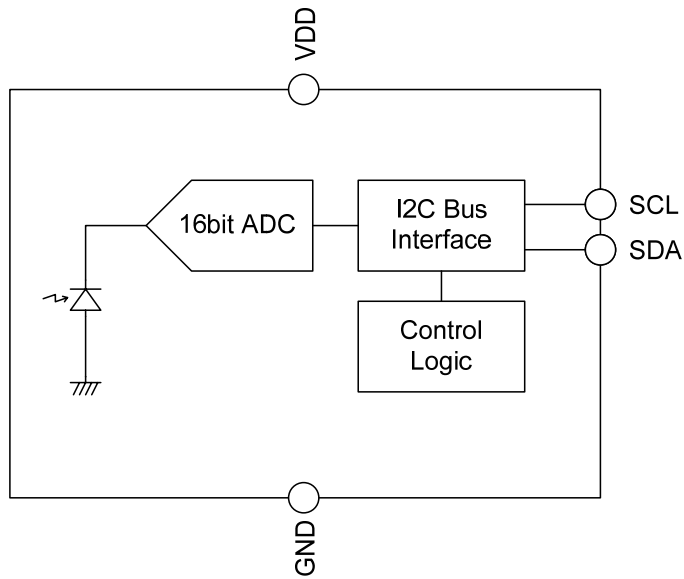 VDD
16bit ADC
I2C Bus
Interface
SCL
SDA
Control
Logic
GND